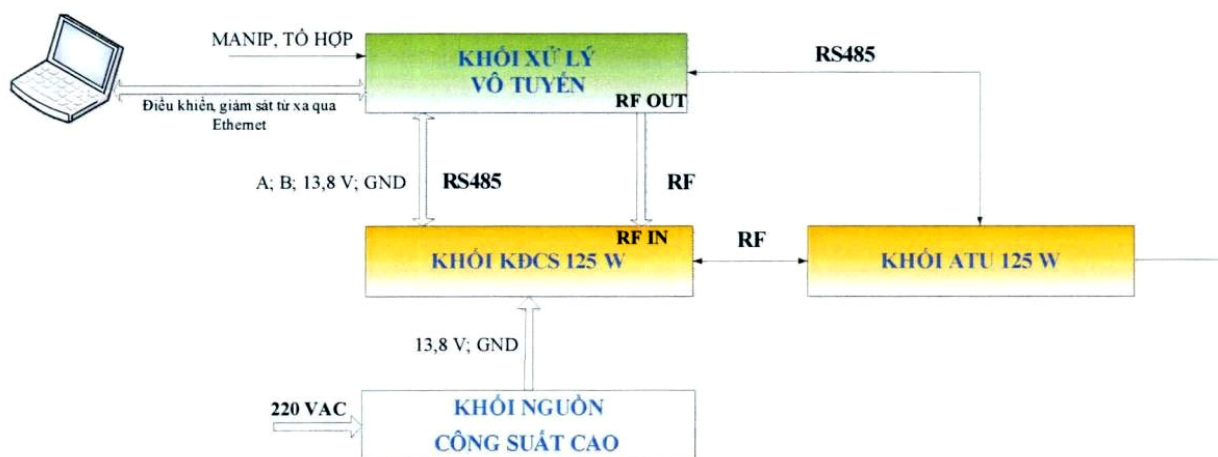 MANIP, TỔ HỢP
KHỐI XỬ LÝ
VÔ TUYẾN
RF OUT
RS485
Điều khiển, giám sát từ xa qua
Ethernet
A; B; 13,8 V; GND
RS485
RF
RF IN
KHỐI KĐCS 125 W
RF
KHỐI ATU 125 W
13,8 V; GND
220 VAC
KHỐI NGUỒN
CÔNG SUẤT CAO